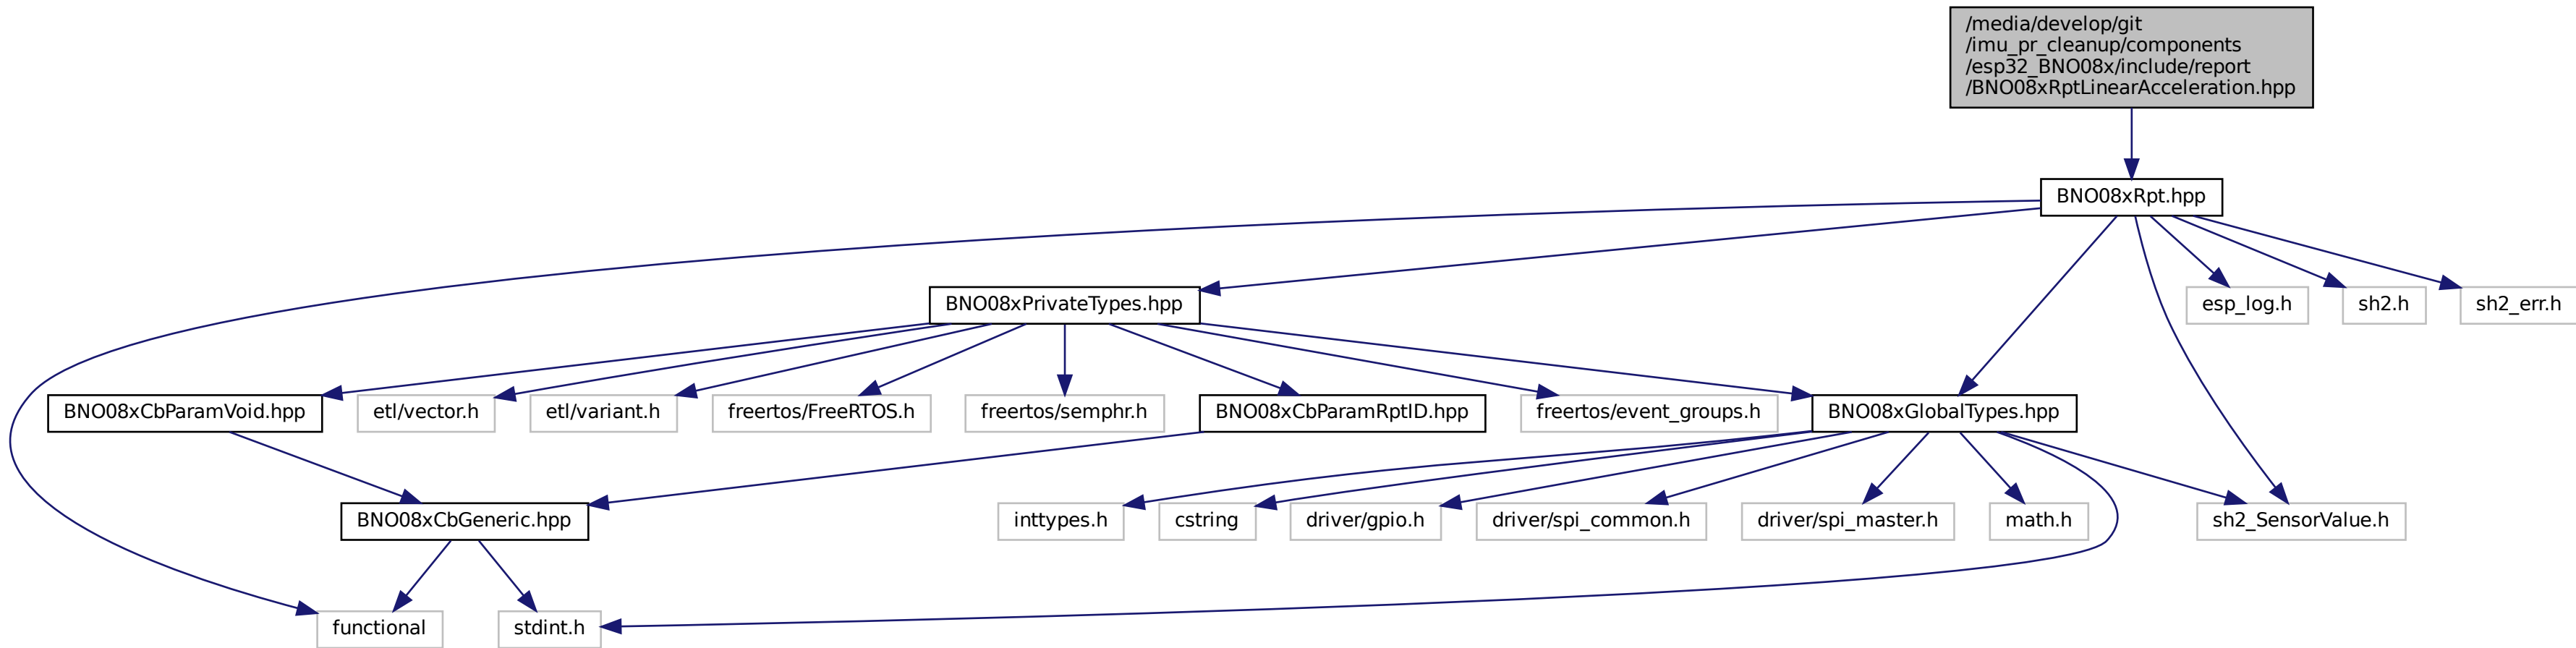 /media/develop/git
/imu_pr_cleanup/components
/esp32_BNO08x/include/report
/BNO08xRptLinearAcceleration.hpp
BNO08xRpt.hpp
BNO08xPrivateTypes.hpp
esp_log.h
sh2.h
sh2_err.h
BNO08xCbParamVoid.hpp
etl/vector.h
etl/variant.h
freertos/FreeRTOS.h
freertos/semphr.h
BNO08xCbParamRptID.hpp
freertos/event_groups.h
BNO08xGlobalTypes.hpp
BNO08xCbGeneric.hpp
inttypes.h
cstring
driver/gpio.h
driver/spi_common.h
driver/spi_master.h
math.h
sh2_SensorValue.h
functional
stdint.h